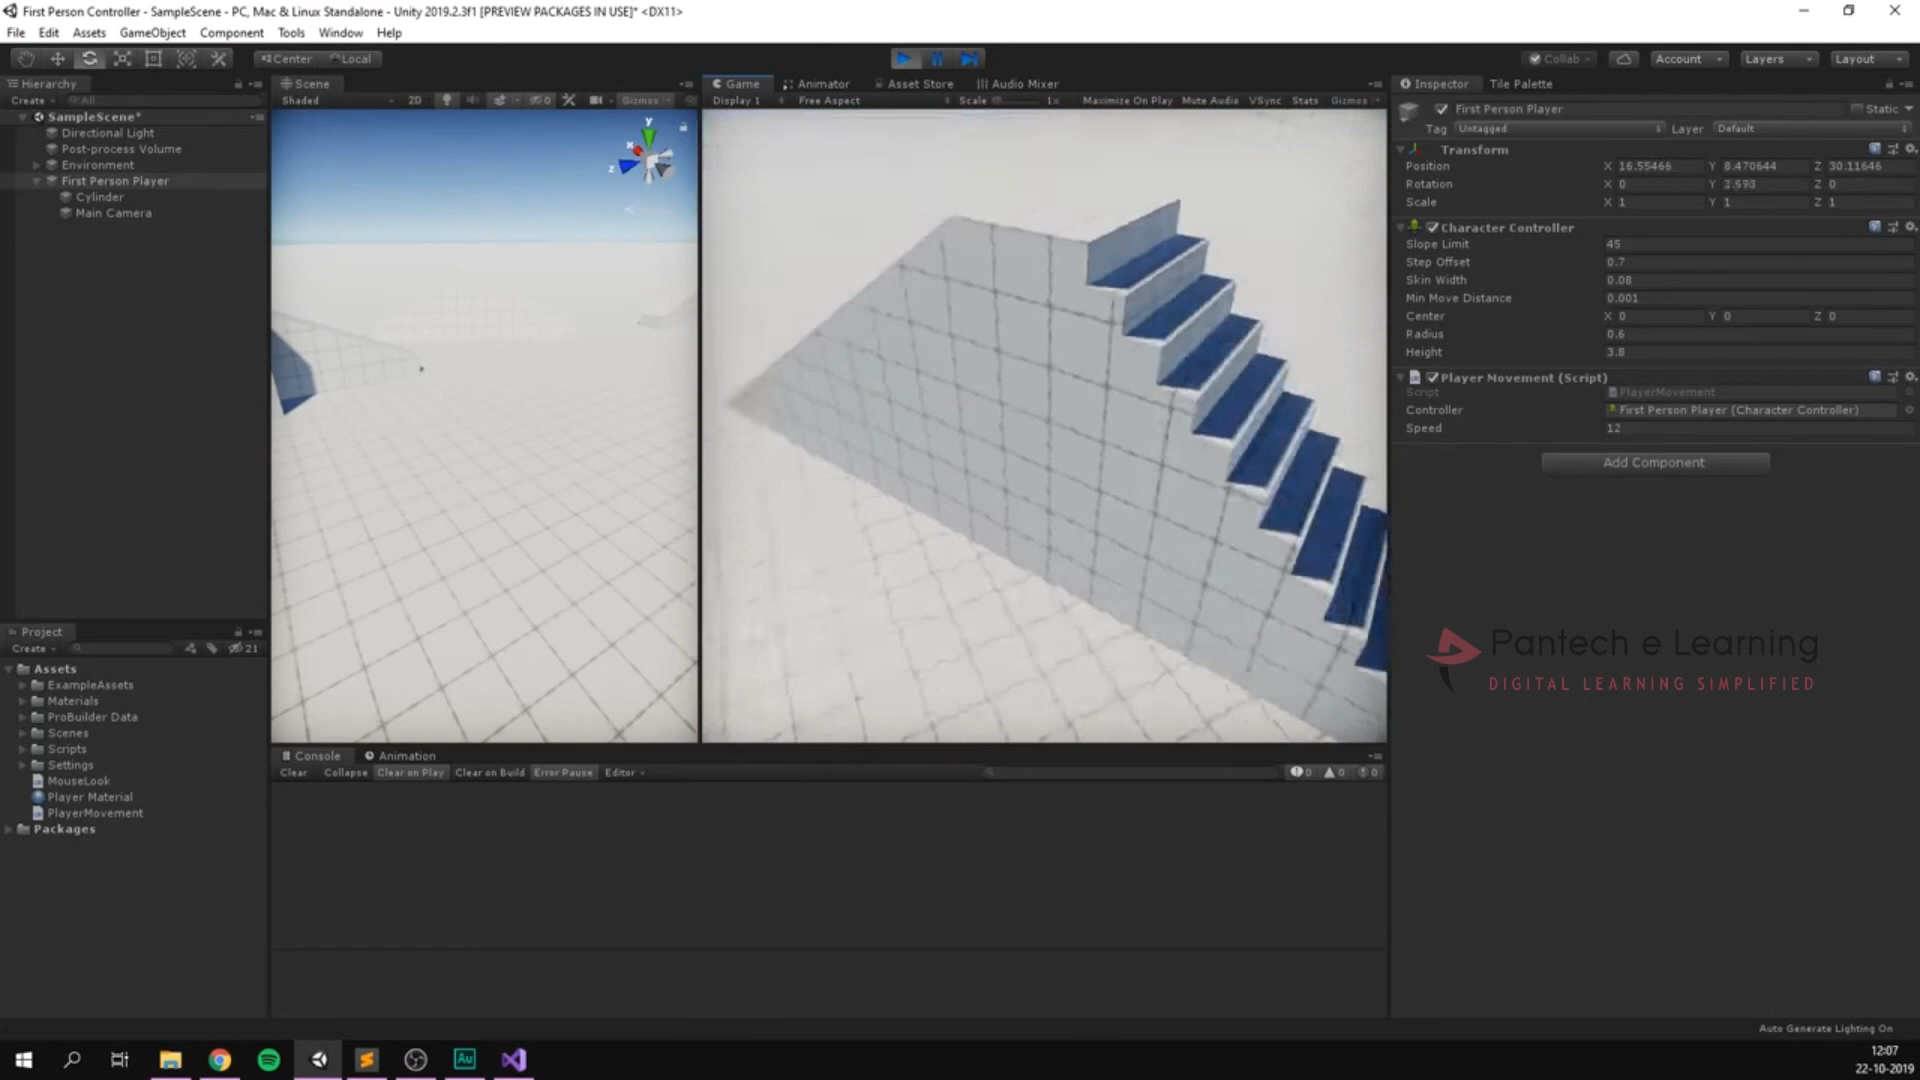 First Person Controller - SampleScene - PC, Mac & Linux Standalone - Unity 2019.2.3f1 [PREVIEW PACKAGES IN USE]* <DX11>
File Edit Assets GameObject Component Tools Window Help
Center Local Collab Account Layers Layout
Hierarchy
Create All
SampleScene*
Directional Light
Post-process Volume
Environment
First Person Player
Cylinder
Main Camera
Scene
Shaded 2D 0 Gizmos
y
x
z
Game Animator Asset Store Audio Mixer
Display 1 Free Aspect Scale 1x Maximize On Play Mute Audio VSync Stats Gizmos
Inspector Tile Palette
First Person Player Static
Tag Untagged Layer Default
Transform
Position X 16.55466 Y 8.470644 Z 30.11646
Rotation X 0 Y 3.593 Z 0
Scale X 1 Y 1 Z 1
Character Controller
Slope Limit 45
Step Offset 0.7
Skin Width 0.08
Min Move Distance 0.001
Center X 0 Y 0 Z 0
Radius 0.6
Height 3.8
Player Movement (Script)
Script PlayerMovement
Controller First Person Player (Character Controller)
Speed 12
Add Component
Pantech e Learning
DIGITAL LEARNING SIMPLIFIED
Project
Create 21
Assets
ExampleAssets
Materials
ProBuilder Data
Scenes
Scripts
Settings
MouseLook
Player Material
PlayerMovement
Packages
Console Animation
Clear Collapse Clear on Play Clear on Build Error Pause Editor 0 0 0
Auto Generate Lighting On
Au
12:07
22-10-2019